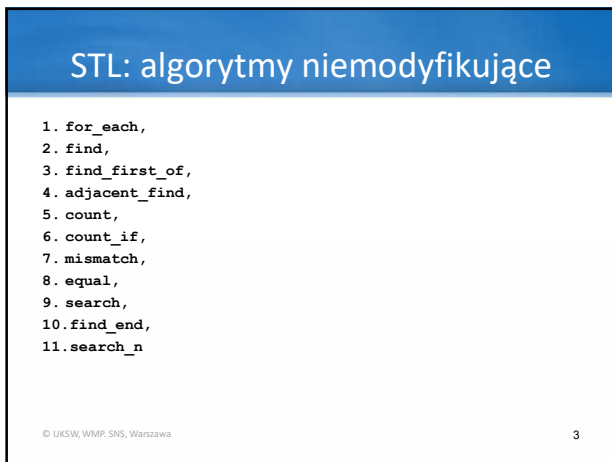 STL: algorytmy niemodyfikujące
1. for_each,
2. find,
3. find_first_of,
4. adjacent_find,
5. count,
6. count_if,
7. mismatch,
8. equal,
9. search,
10.find_end,
11.search_n
© UKSW, WMP. SNS, Warszawa
3